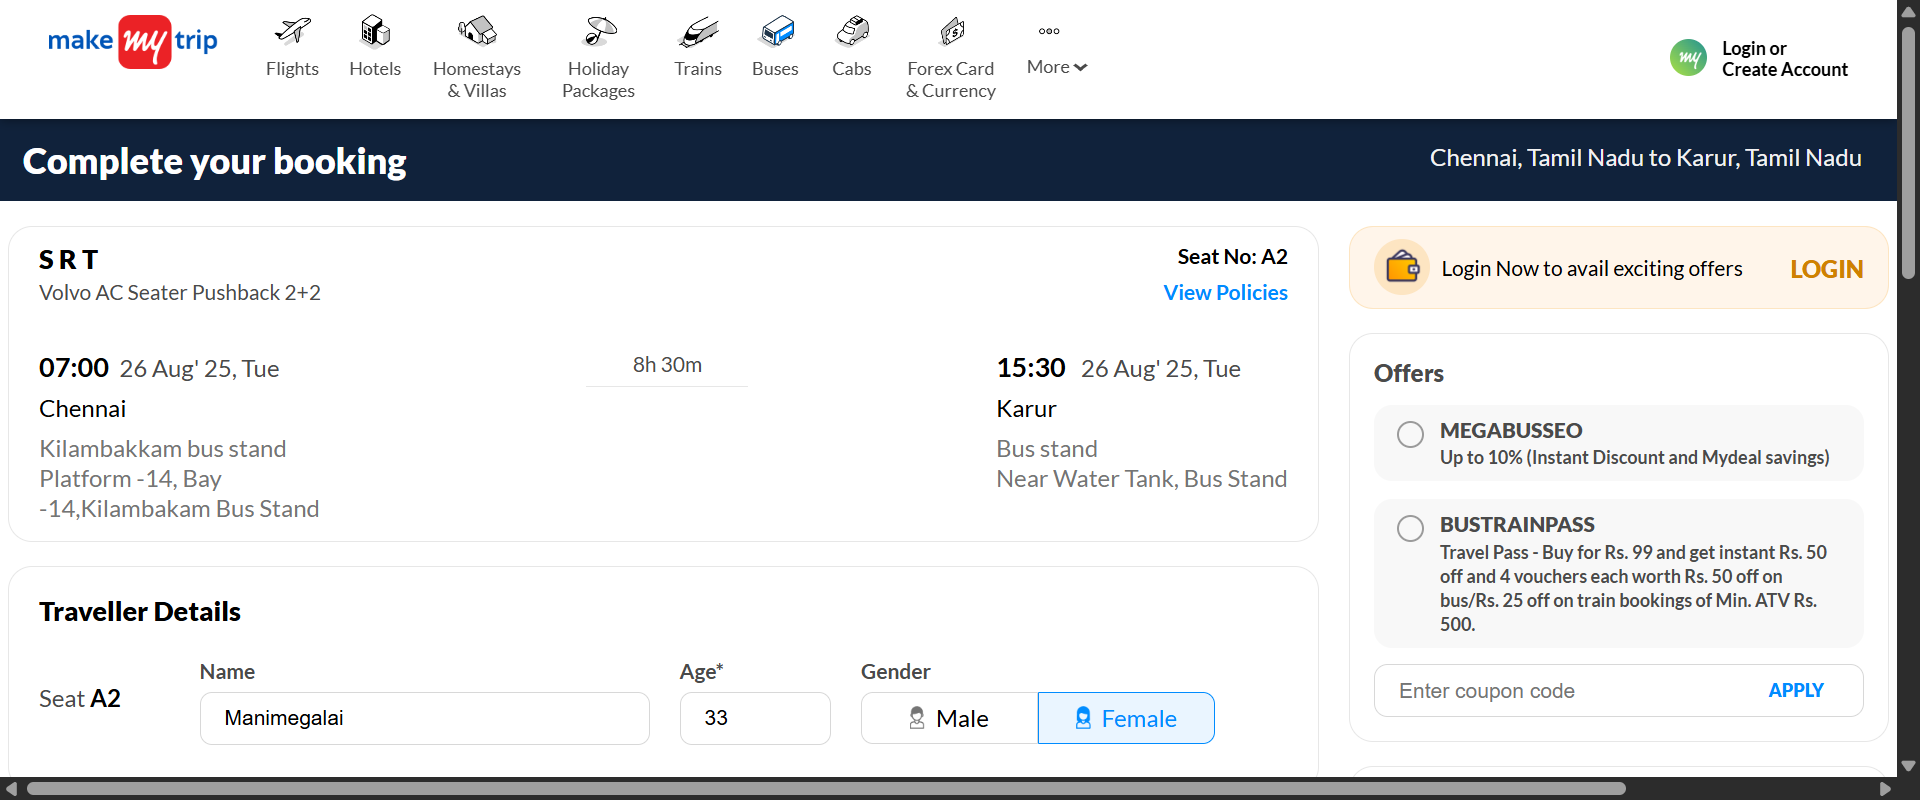 make my trip
Flights
Hotels
Homestays
& Villas
Holiday
Packages
Trains
Buses
Cabs
Forex Card
& Currency
More
my
Login or
Create Account
Complete your booking
Chennai, Tamil Nadu to Karur, Tamil Nadu
S R T
Volvo AC Seater Pushback 2+2
Seat No: A2
View Policies
07:00 26 Aug' 25, Tue
8h 30m
15:30 26 Aug' 25, Tue
Chennai
Karur
Kilambakkam bus stand
Platform -14, Bay
-14,Kilambakam Bus Stand
Bus stand
Near Water Tank, Bus Stand
Login Now to avail exciting offers LOGIN
Offers
MEGABUSSEO
Up to 10% (Instant Discount and Mydeal savings)
BUSTRAINPASS
Travel Pass - Buy for Rs. 99 and get instant Rs. 50
off and 4 vouchers each worth Rs. 50 off on
bus/Rs. 25 off on train bookings of Min. ATV Rs.
500.
Enter coupon code APPLY
Traveller Details
Name Age* Gender
Seat A2
Manimegalai 33 Male Female